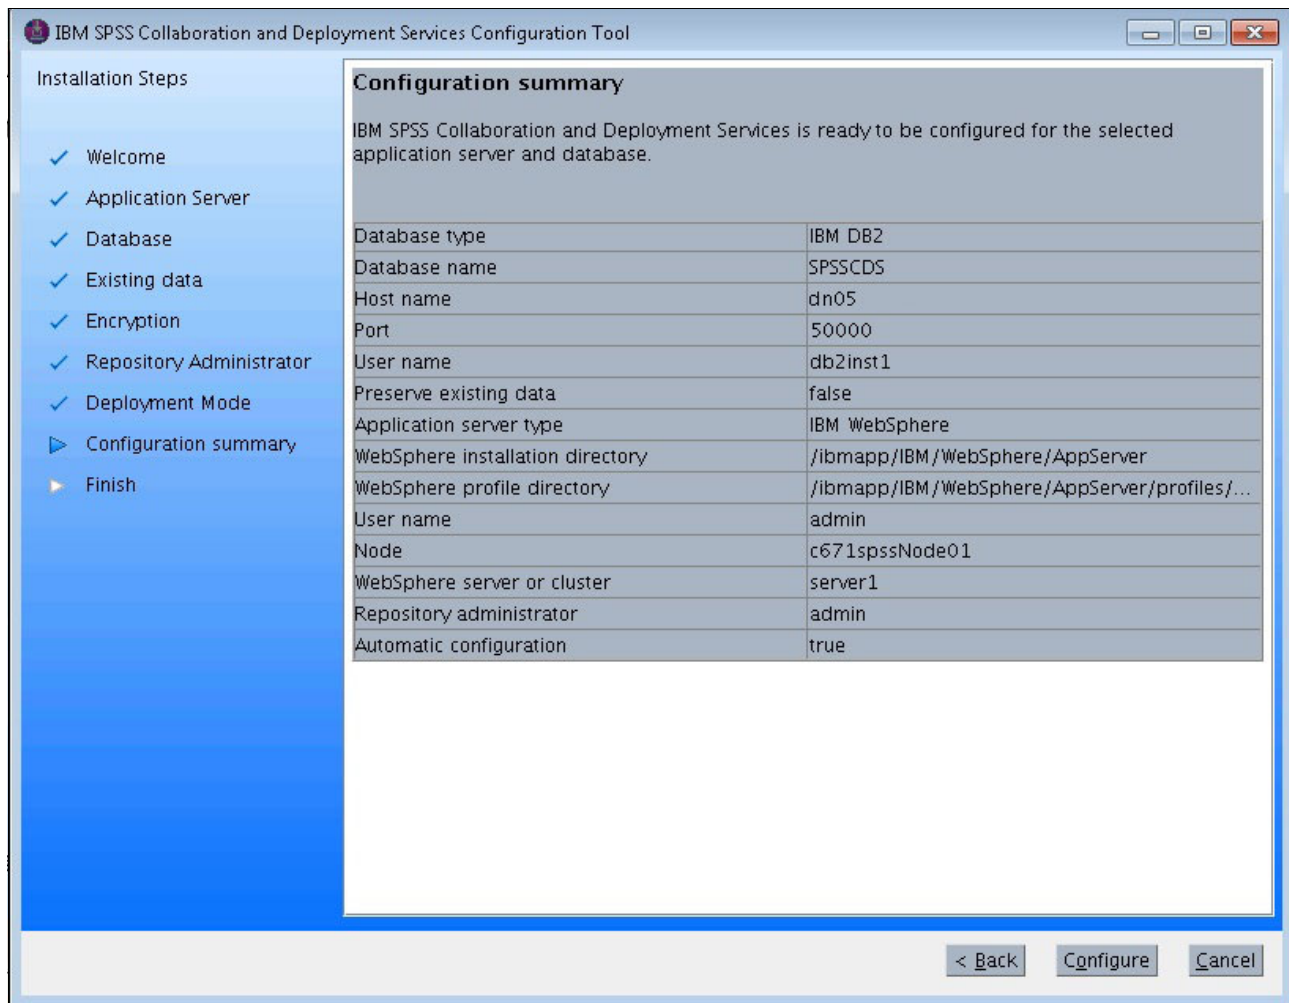 IBM SPSS Collaboration and Deployment Services Configuration Tool
Installation Steps
Welcome
Application Server
Database
Existing data
Encryption
Repository Administrator
Deployment Mode
Configuration summary
Finish
Configuration summary
IBM SPSS Collaboration and Deployment Services is ready to be configured for the selected
application server and database.
Database type IBM DB2
Database name SPSSCDS
Host name dn05
Port 50000
User name db2inst1
Preserve existing data false
Application server type IBM WebSphere
WebSphere installation directory /ibmapp/IBM/WebSphere/AppServer
WebSphere profile directory /ibmapp/IBM/WebSphere/AppServer/profiles/...
User name admin
Node c671spssNode01
WebSphere server or cluster server1
Repository administrator admin
Automatic configuration true
< Back Configure Cancel